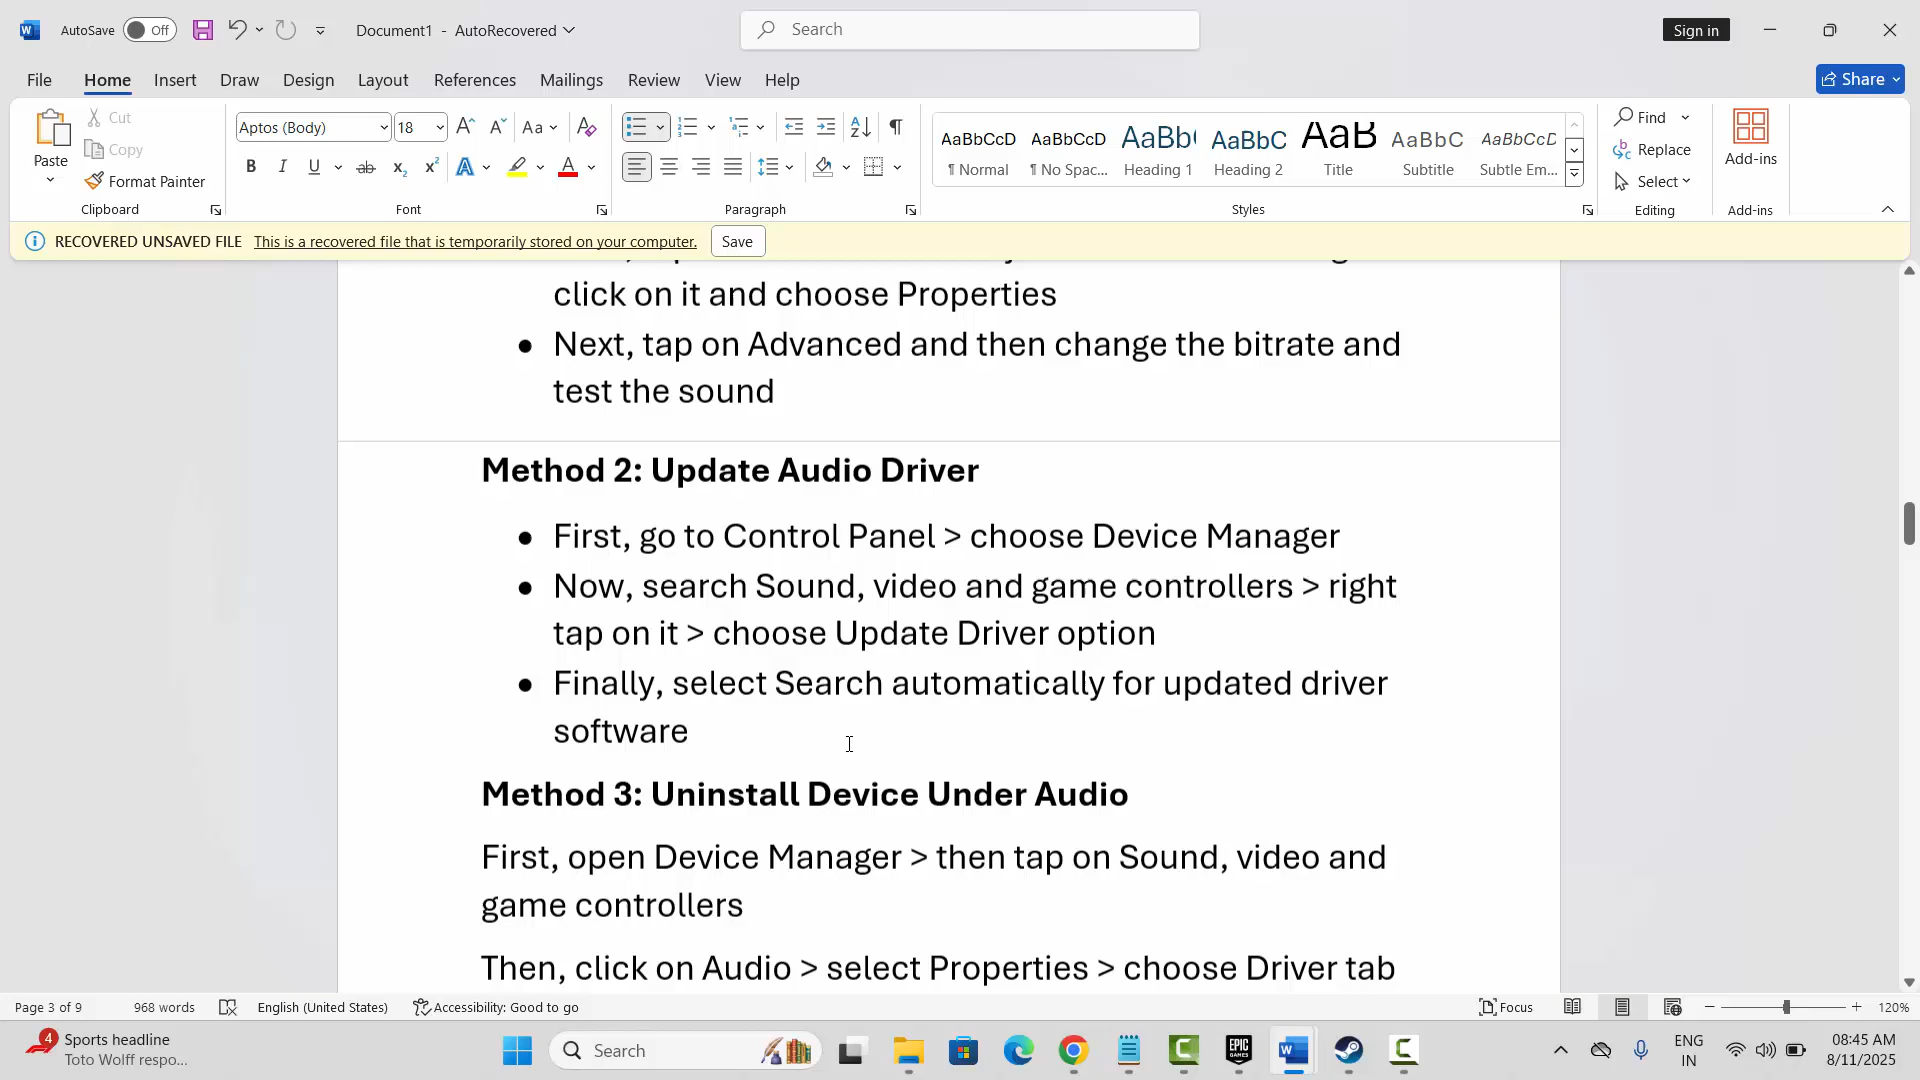 AutoSave Off Document1 - AutoRecovered Search Sign in
File Home Insert Draw Design Layout References Mailings Review View Help Share
Paste Cut Copy Format Painter
Clipboard
Aptos (Body) 18
Font
Paragraph
AaBbCcD AaBbCcD AaBb( AaBbC AaB AaBbC AaBbCcD
¶ Normal ¶ No Spac... Heading 1 Heading 2 Title Subtitle Subtle Em...
Styles
Find
Replace
Select
Editing
Add-ins
Add-ins
RECOVERED UNSAVED FILE This is a recovered file that is temporarily stored on your computer. Save
click on it and choose Properties
• Next, tap on Advanced and then change the bitrate and
test the sound
Method 2: Update Audio Driver
• First, go to Control Panel > choose Device Manager
• Now, search Sound, video and game controllers > right
tap on it > choose Update Driver option
• Finally, select Search automatically for updated driver
software
Method 3: Uninstall Device Under Audio
First, open Device Manager > then tap on Sound, video and
game controllers
Then, click on Audio > select Properties > choose Driver tab
Page 3 of 9 968 words English (United States) Accessibility: Good to go Focus 120%
4 Sports headline
Toto Wolff respo...
Search
EPIC GAMES
ENG
IN
08:45 AM
8/11/2025